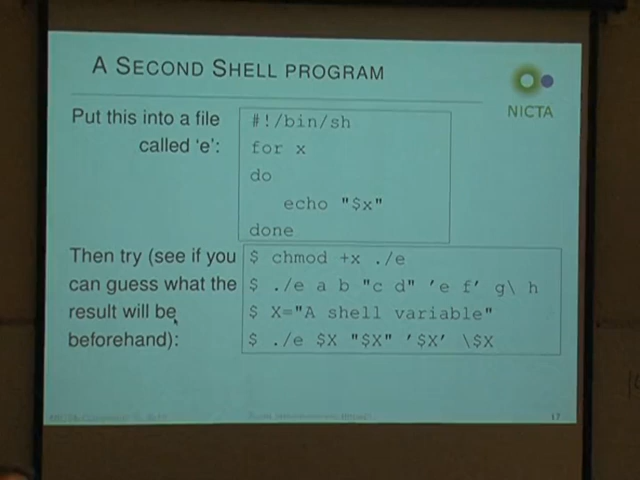 A SECOND SHELL PROGRAM
NICTA
Put this into a file
called 'e':
#!/bin/sh
for x
do
echo "$x"
done
Then try (see if you
can guess what the
result will be
beforehand):
$ chmod +x ./e
$ ./e a b "c d" 'e f' g\ h
$ X="A shell variable"
$ ./e $X "$X" '$X' \$X
17